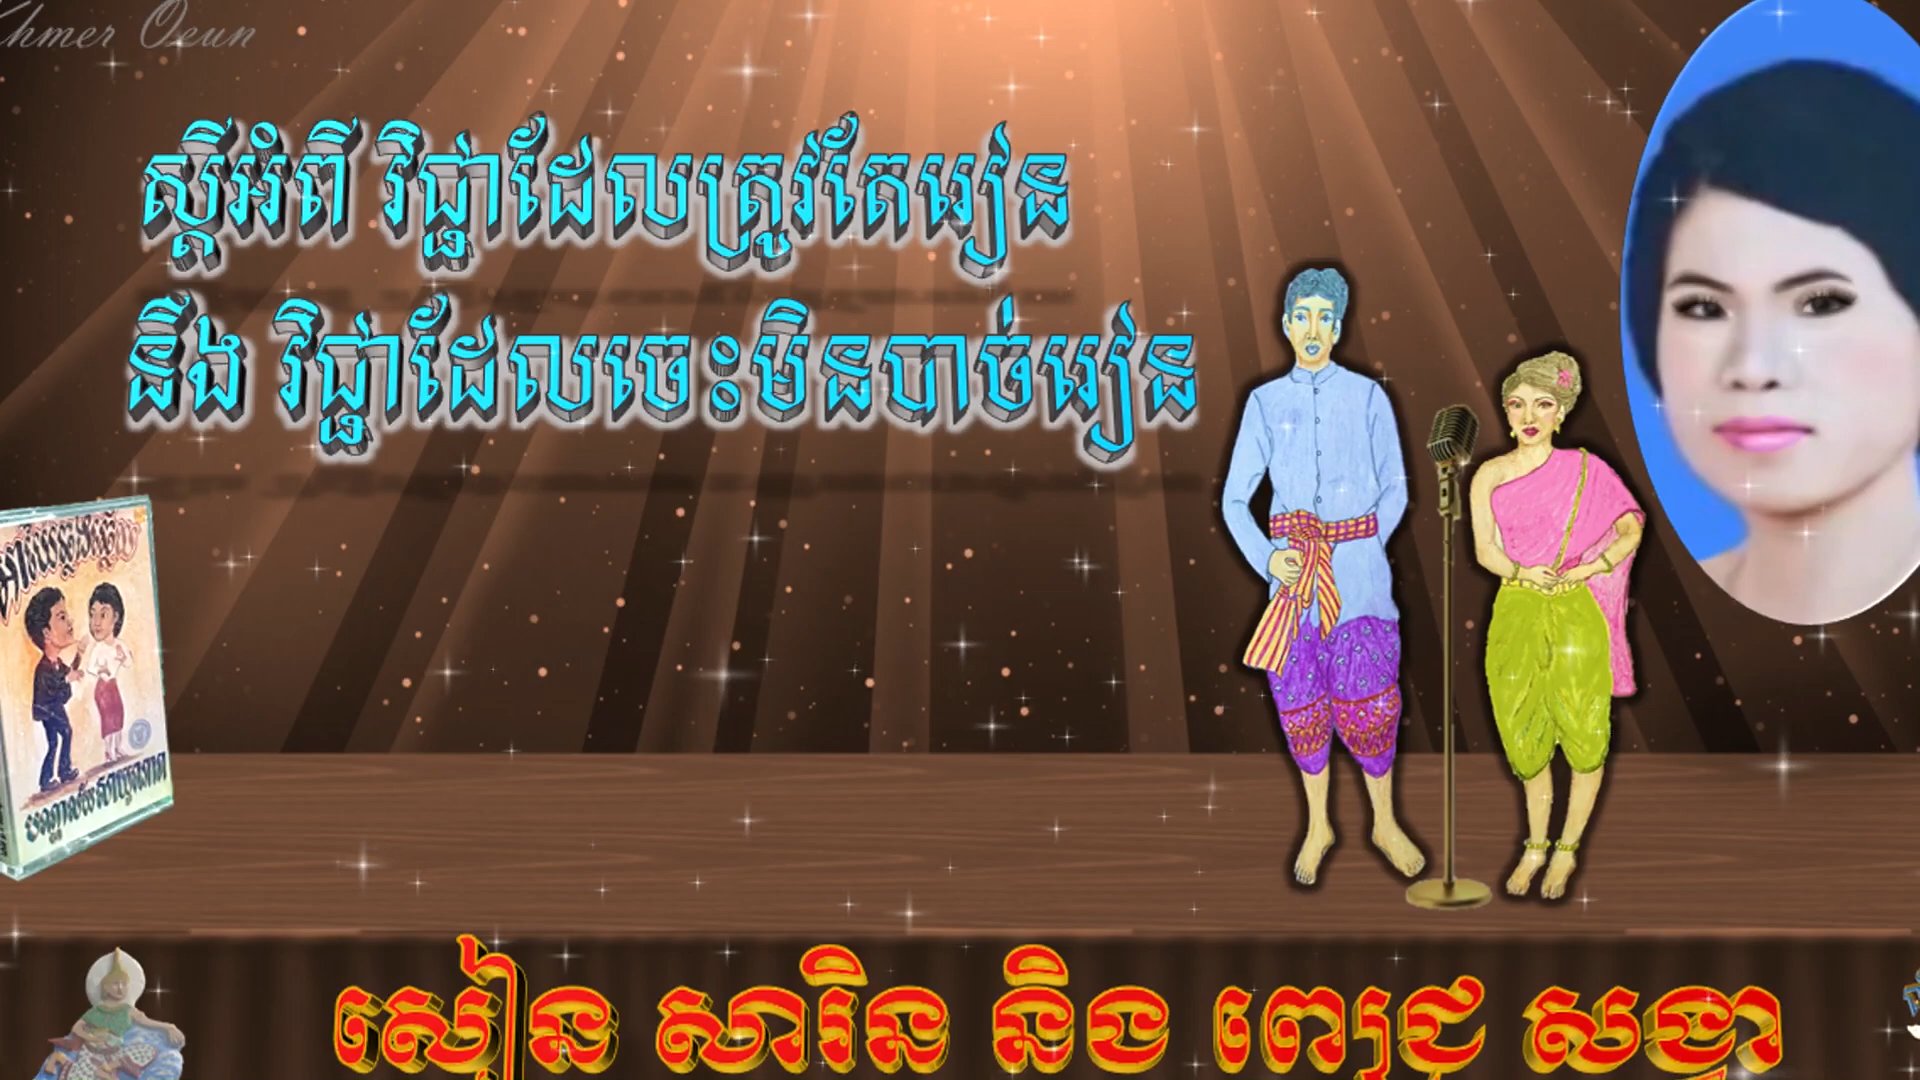 Khmer Oeun
ស្ដីអំពី វិជ្ជាដែលត្រូវតែរៀន
នឹង វិជ្ជាដែលចេះមិនបាច់រៀន
សឿន សារិន និង ពេជ្រ សង្វា